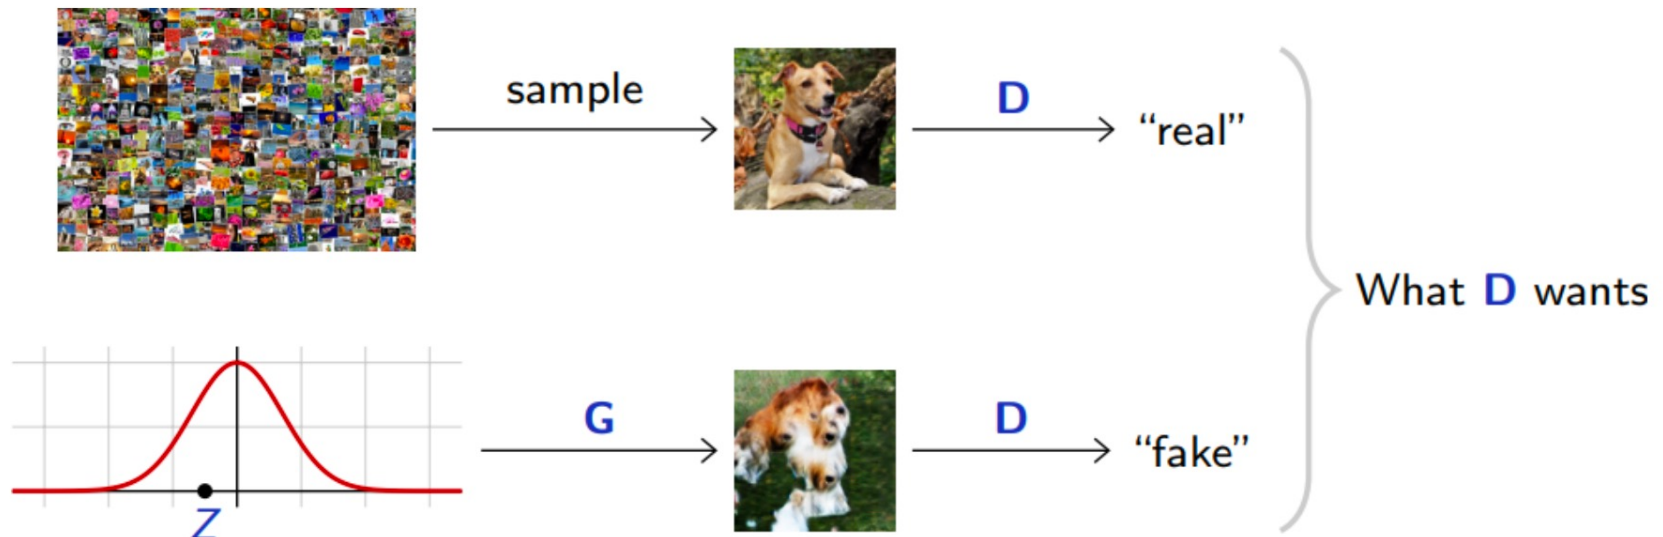 sample
D
“real”
What D wants
G
D
“fake”
Z